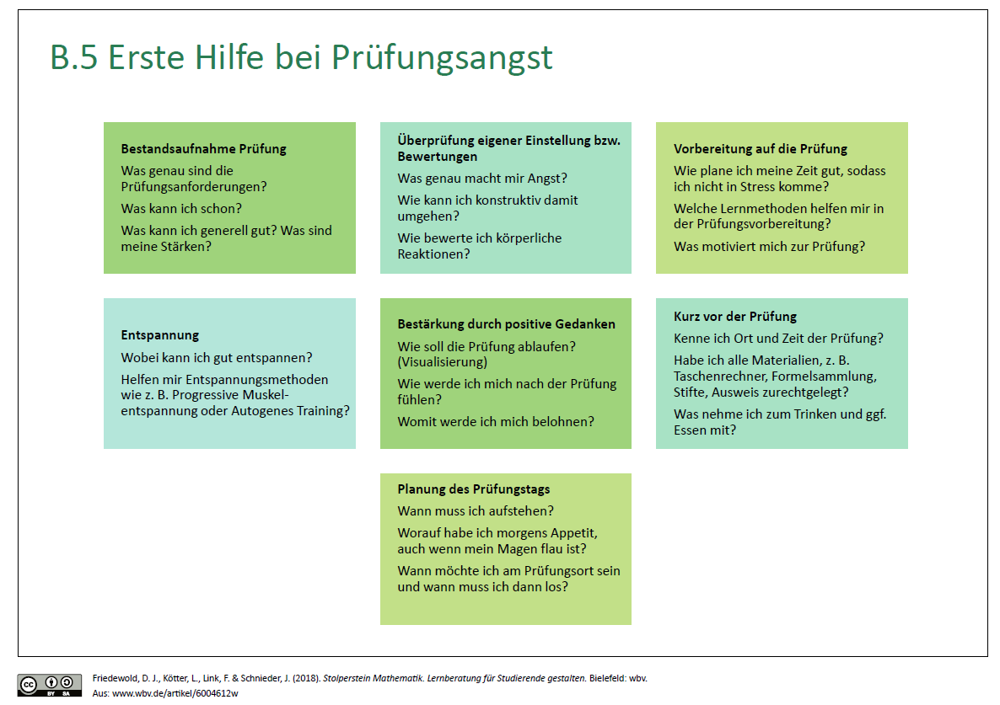 B.5 Erste Hilfe bei Prüfungsangst
Bestandsaufnahme Prüfung
Was genau sind die
Prüfungsanforderungen?
Was kann ich schon?
Was kann ich generell gut? Was sind
meine Stärken?
Überprüfung eigener Einstellung bzw.
Bewertungen
Was genau macht mir Angst?
Wie kann ich konstruktiv damit
umgehen?
Wie bewerte ich körperliche
Reaktionen?
Vorbereitung auf die Prüfung
Wie plane ich meine Zeit gut, sodass
ich nicht in Stress komme?
Welche Lernmethoden helfen mir in
der Prüfungsvorbereitung?
Was motiviert mich zur Prüfung?
Entspannung
Wobei kann ich gut entspannen?
Helfen mir Entspannungsmethoden
wie z. B. Progressive Muskel-
entspannung oder Autogenes Training?
Bestärkung durch positive Gedanken
Wie soll die Prüfung ablaufen?
(Visualisierung)
Wie werde ich mich nach der Prüfung
fühlen?
Womit werde ich mich belohnen?
Kurz vor der Prüfung
Kenne ich Ort und Zeit der Prüfung?
Habe ich alle Materialien, z. B.
Taschenrechner, Formelsammlung,
Stifte, Ausweis zurechtgelegt?
Was nehme ich zum Trinken und ggf.
Essen mit?
Planung des Prüfungstags
Wann muss ich aufstehen?
Worauf habe ich morgens Appetit,
auch wenn mein Magen flau ist?
Wann möchte ich am Prüfungsort sein
und wann muss ich dann los?
cc
BY SA
Friedewold, D. J., Kötter, L., Link, F. & Schnieder, J. (2018). Stolperstein Mathematik. Lernberatung für Studierende gestalten. Bielefeld: wbv.
Aus: www.wbv.de/artikel/6004612w